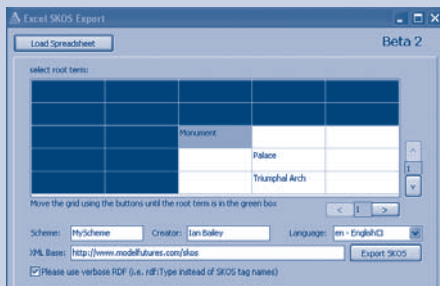 Excel SKOS Export
Load Spreadsheet
Beta 2
select root term:
Monument
Palace
Triumphal Arch
1
Move the grid using the buttons until the root term is in the green box
< 1 >
Scheme: MyScheme Creator: Ian Bailey Language: en - English
XML Base: http://www.modelfutures.com/skos Export SKOS
Please use verbose RDF (i.e. rdf:Type instead of SKOS tag names)